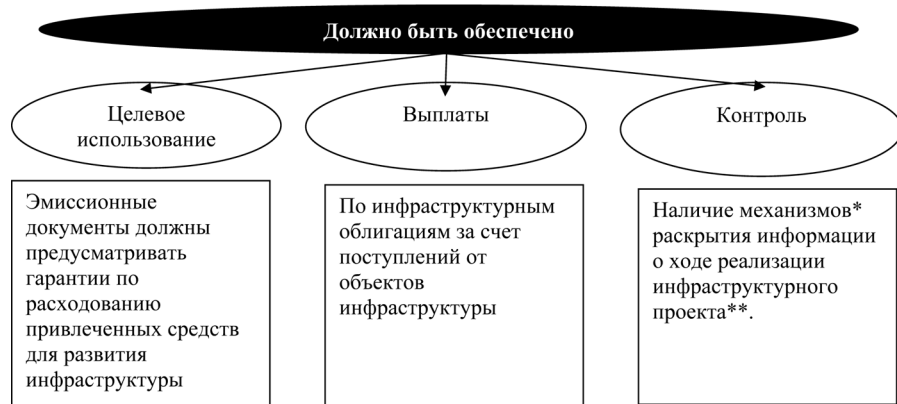 Должно быть обеспечено
Целевое
использование
Выплаты
Контроль
Эмиссионные
документы должны
предусматривать
гарантии по
расходованию
привлеченных средств
для развития
инфраструктуры
По инфраструктурным
облигациям за счет
поступлений от
объектов
инфраструктуры
Наличие механизмов*
раскрытия информации
о ходе реализации
инфраструктурного
проекта**.